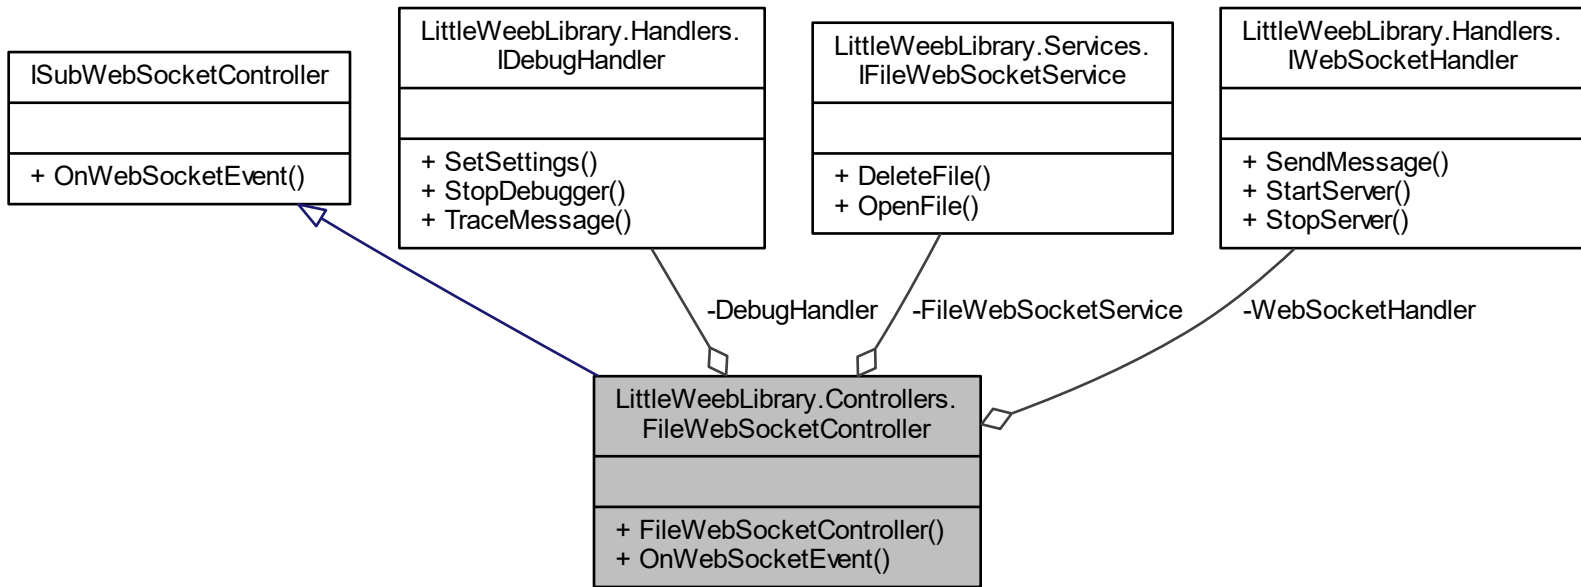 ISubWebSocketController
+ OnWebSocketEvent()
LittleWeebLibrary.Handlers.
IDebugHandler
+ SetSettings()
+ StopDebugger()
+ TraceMessage()
LittleWeebLibrary.Services.
IFileWebSocketService
+ DeleteFile()
+ OpenFile()
LittleWeebLibrary.Handlers.
IWebSocketHandler
+ SendMessage()
+ StartServer()
+ StopServer()
-DebugHandler
-FileWebSocketService
-WebSocketHandler
LittleWeebLibrary.Controllers.
FileWebSocketController
+ FileWebSocketController()
+ OnWebSocketEvent()